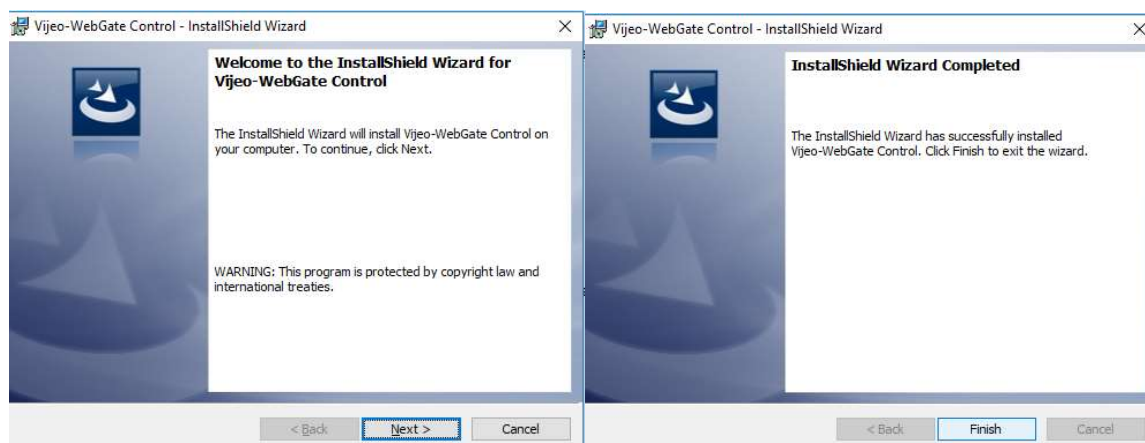 Vijeo-WebGate Control - InstallShield Wizard
Welcome to the InstallShield Wizard for
Vijeo-WebGate Control
The InstallShield Wizard will install Vijeo-WebGate Control on
your computer. To continue, click Next.
WARNING: This program is protected by copyright law and
international treaties.
< Back
Next >
Cancel
Vijeo-WebGate Control - InstallShield Wizard
InstallShield Wizard Completed
The InstallShield Wizard has successfully installed
Vijeo-WebGate Control. Click Finish to exit the wizard.
< Back
Finish
Cancel